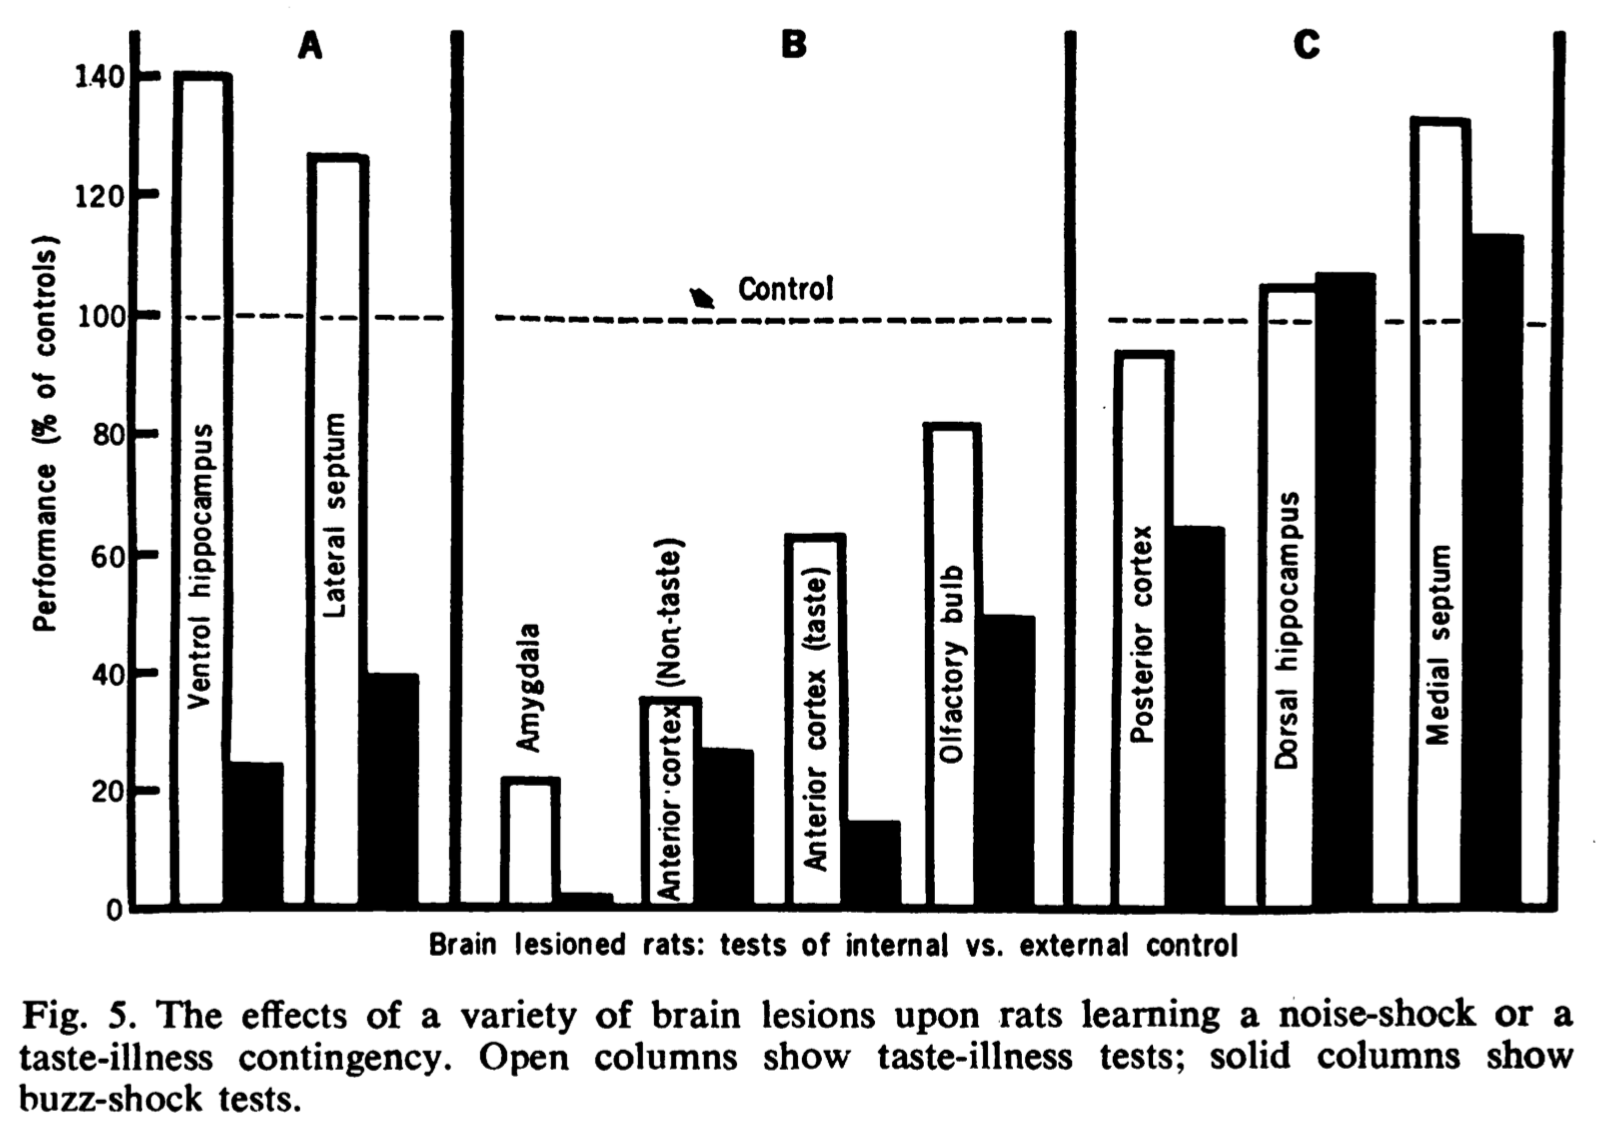 A
B
C
140
120
100
80
60
40
20
0
Performance (% of controls)
Control
Ventral hippocampus
Lateral septum
Amygdala
Anterior cortex (Non-taste)
Anterior cortex (taste)
Olfactory bulb
Posterior cortex
Dorsal hippocampus
Medial septum
Brain lesioned rats: tests of internal vs. external control
Fig. 5. The effects of a variety of brain lesions upon rats learning a noise-shock or a
taste-illness contingency. Open columns show taste-illness tests; solid columns show
buzz-shock tests.